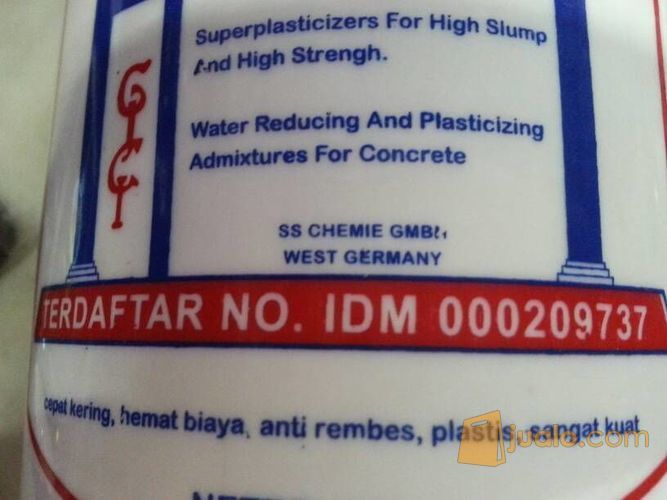 Superplasticizers For High Slump
And High Strengh.
Water Reducing And Plasticizing
Admixtures For Concrete
SS CHEMIE GMBH
WEST GERMANY
TERDAFTAR NO. IDM 000209737
cepat kering, hemat biaya, anti rembes, plastis, sangat kuat
jualo.com